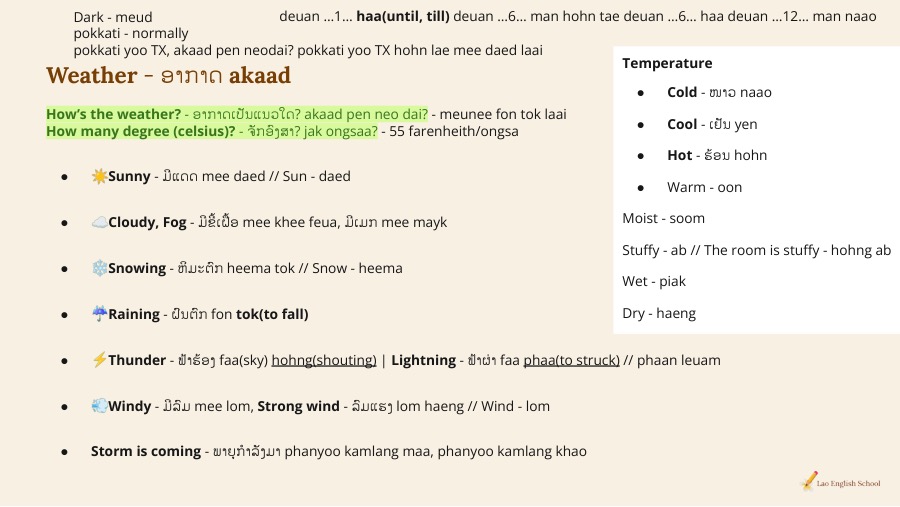 Dark - meud
deuan ...1... haa(until, till) deuan ...6... man hohn tae deuan ...6... haa deuan ...12... man naao
pokkati - normally
pokkati yoo TX, akaad pen neodai? pokkati yoo TX hohn lae mee daed laai
Weather - ອາກາດ akaad
How's the weather? - ອາກາດເປັນແນວໃດ? akaad pen neo dai? - meunee fon tok laai
How many degree (celsius)? - ຈັກອົງສາ? jak ongsaa? - 55 farenheith/ongsa
● ☀️Sunny - ມີແດດ mee daed // Sun - daed
● ☁️Cloudy, Fog - ມີຂີ້ເຝື້ອ mee khee feua, ມີເມກ mee mayk
● ❄️Snowing - ຫິມະຕົກ heema tok // Snow - heema
● ☔Raining - ຝົນຕົກ fon tok(to fall)
● ⚡Thunder - ຟ້າຮ້ອງ faa(sky) hohng(shouting) | Lightning - ຟ້າຜ່າ faa phaa(to struck) // phaan leuam
● 💨Windy - ມີລົມ mee lom, Strong wind - ລົມແຮງ lom haeng // Wind - lom
● Storm is coming - ພາຍຸກຳລັງມາ phanyoo kamlang maa, phanyoo kamlang khao
Temperature
● Cold - ໜາວ naao
● Cool - ເຢັນ yen
● Hot - ຮ້ອນ hohn
● Warm - oon
Moist - soom
Stuffy - ab // The room is stuffy - hohng ab
Wet - piak
Dry - haeng
Lao English School